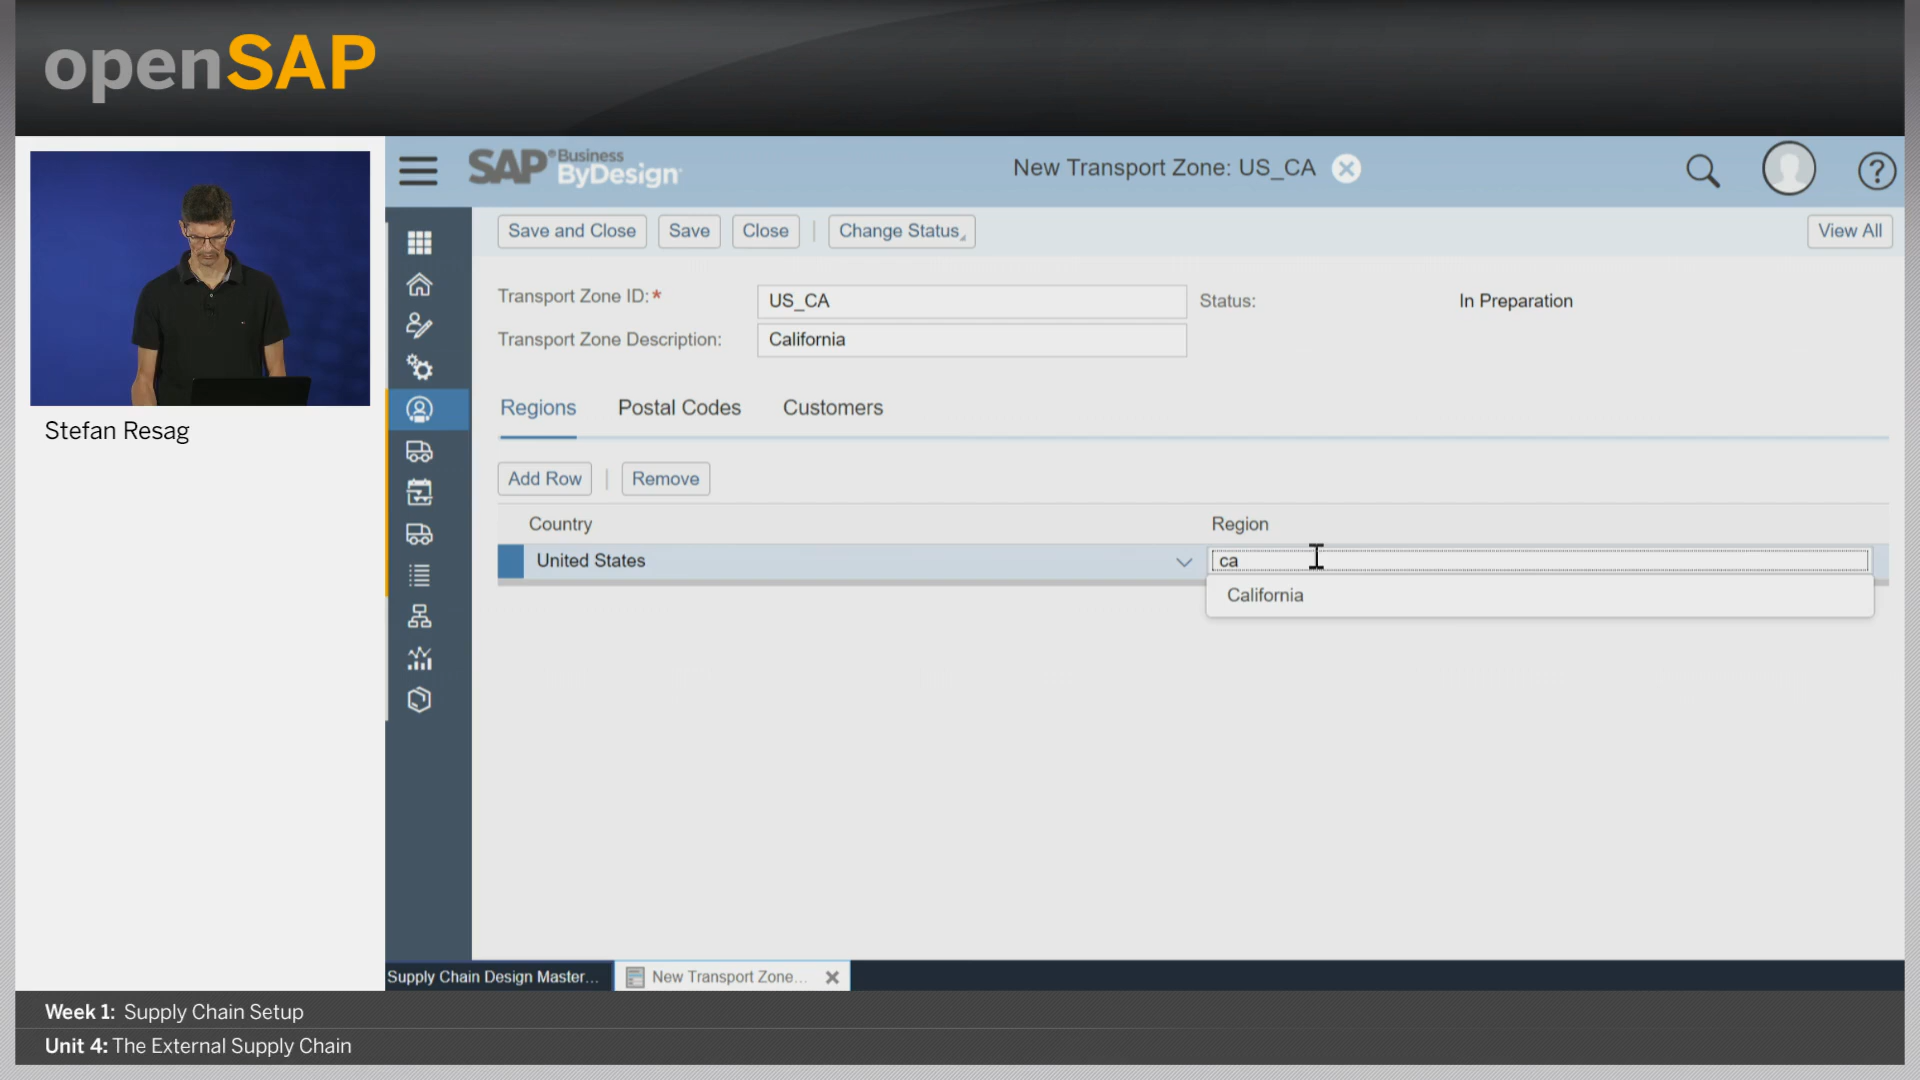 openSAP
SAP® Business ByDesign
New Transport Zone: US_CA
Stefan Resag
Save and Close
Save
Close
Change Status
View All
Transport Zone ID:*
US_CA
Status:
In Preparation
Transport Zone Description:
California
Regions
Postal Codes
Customers
Add Row
Remove
Country
Region
United States
ca
California
Supply Chain Design Master...
New Transport Zone...
Week 1: Supply Chain Setup
Unit 4: The External Supply Chain